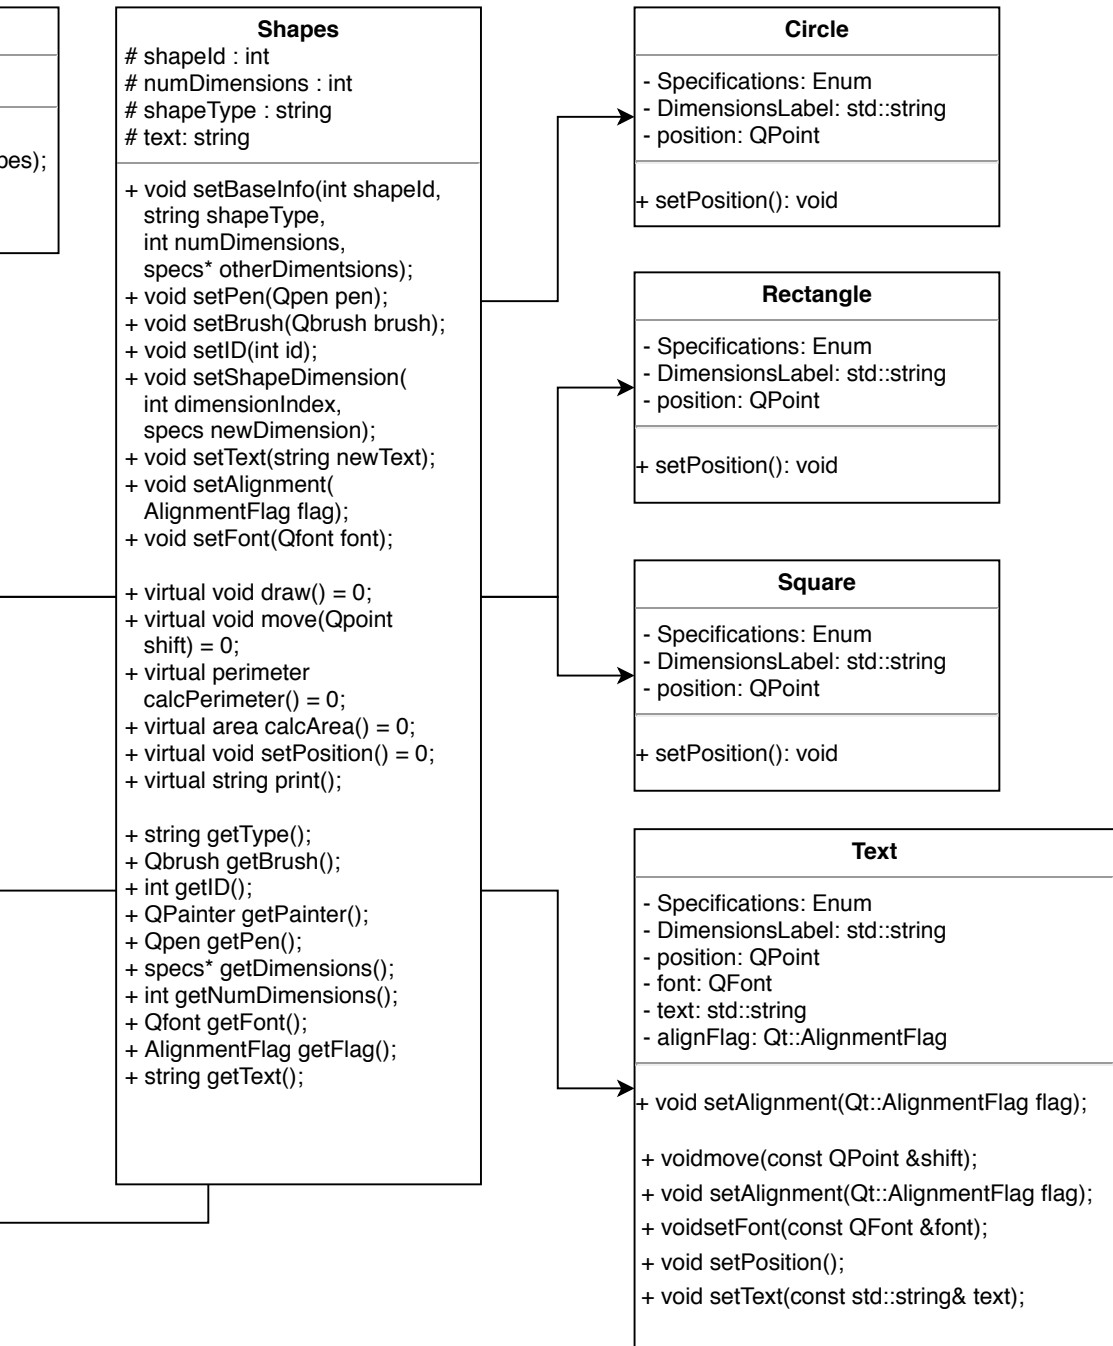 pes);
Shapes
# shapeId : int
# numDimensions : int
# shapeType : string
# text: string
+ void setBaseInfo(int shapeId,
string shapeType,
int numDimensions,
specs* otherDimentsions);
+ void setPen(Qpen pen);
+ void setBrush(Qbrush brush);
+ void setID(int id);
+ void setShapeDimension(
int dimensionIndex,
specs newDimension);
+ void setText(string newText);
+ void setAlignment(
AlignmentFlag flag);
+ void setFont(Qfont font);
+ virtual void draw() = 0;
+ virtual void move(Qpoint
shift) = 0;
+ virtual perimeter
calcPerimeter() = 0;
+ virtual area calcArea() = 0;
+ virtual void setPosition() = 0;
+ virtual string print();
+ string getType();
+ Qbrush getBrush();
+ int getID();
+ QPainter getPainter();
+ Qpen getPen();
+ specs* getDimensions();
+ int getNumDimensions();
+ Qfont getFont();
+ AlignmentFlag getFlag();
+ string getText();
Circle
- Specifications: Enum
- DimensionsLabel: std::string
- position: QPoint
+ setPosition(): void
Rectangle
- Specifications: Enum
- DimensionsLabel: std::string
- position: QPoint
+ setPosition(): void
Square
- Specifications: Enum
- DimensionsLabel: std::string
- position: QPoint
+ setPosition(): void
Text
- Specifications: Enum
- DimensionsLabel: std::string
- position: QPoint
- font: QFont
- text: std::string
- alignFlag: Qt::AlignmentFlag
+ void setAlignment(Qt::AlignmentFlag flag);
+ voidmove(const QPoint &shift);
+ void setAlignment(Qt::AlignmentFlag flag);
+ voidsetFont(const QFont &font);
+ void setPosition();
+ void setText(const std::string& text);